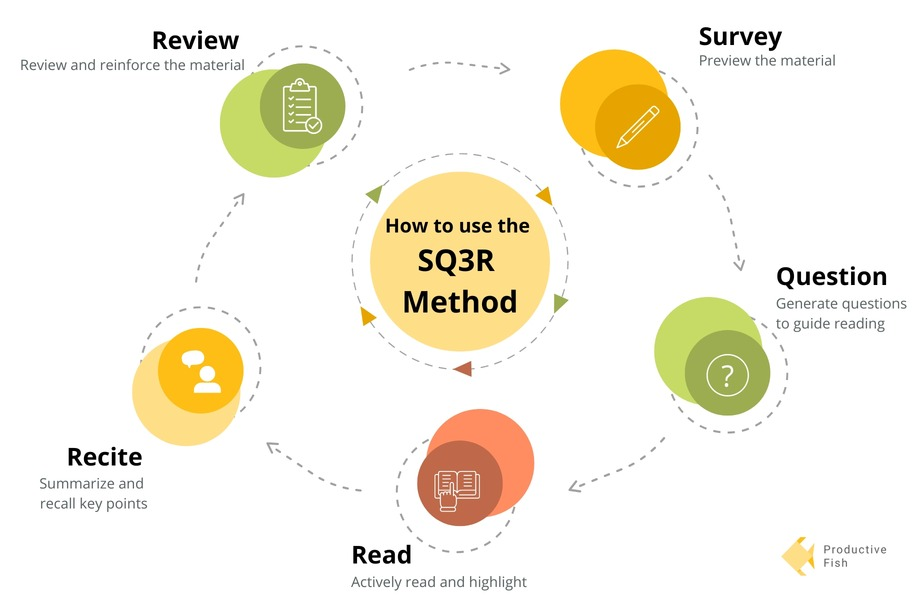 How to use the
SQ3R
Method
Survey
Preview the material
Question
Generate questions
to guide reading
?
Read
Actively read and highlight
Recite
Summarize and
recall key points
Review
Review and reinforce the material
Productive
Fish